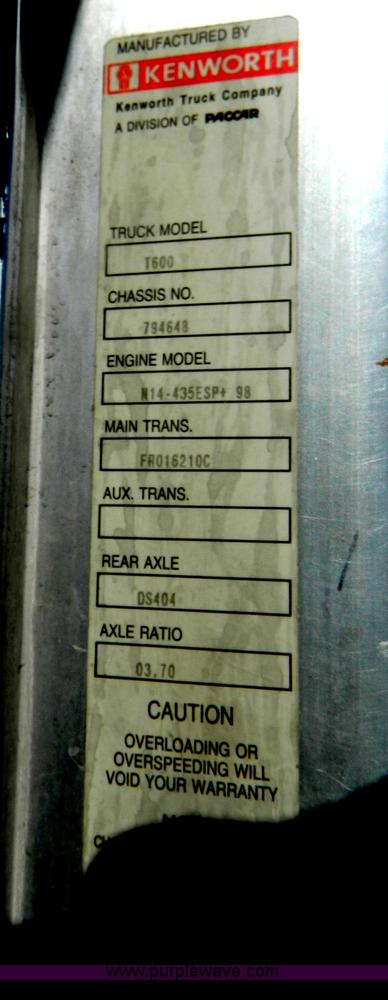 MANUFACTURED BY
KENWORTH
Kenworth Truck Company
A DIVISION OF PACCAR
TRUCK MODEL
T600
CHASSIS NO.
794648
ENGINE MODEL
N14-435ESP+ 98
MAIN TRANS.
FRO16210C
AUX. TRANS.
REAR AXLE
DS404
AXLE RATIO
03.70
CAUTION
OVERLOADING OR
OVERSPEEDING WILL
VOID YOUR WARRANTY
www.purplewave.com